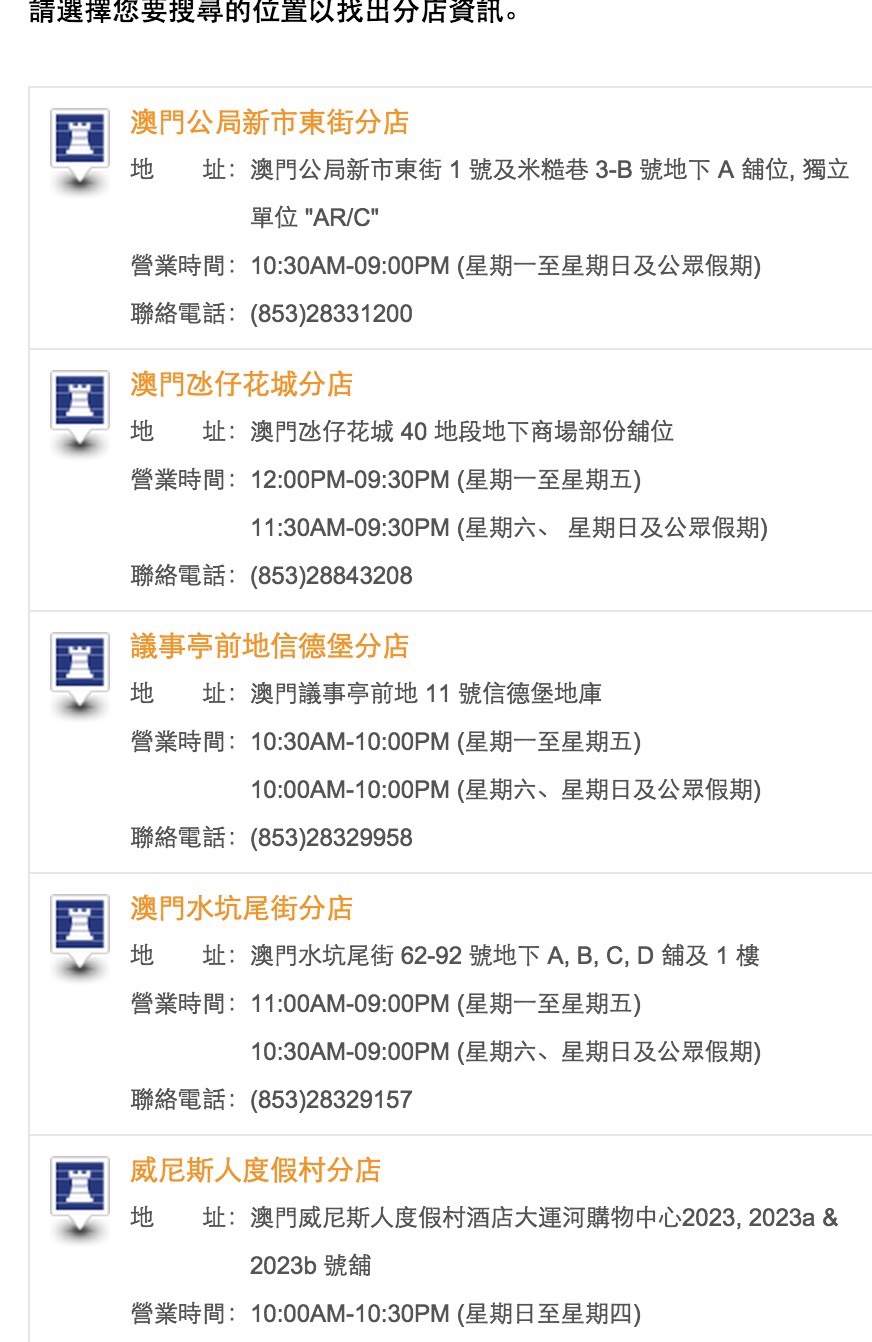 請選擇您要搜尋的位置以找出分店資訊。
澳門公局新市東街分店
地　　址：澳門公局新市東街 1 號及米糙巷 3-B 號地下 A 舖位, 獨立
單位 "AR/C"
營業時間：10:30AM-09:00PM (星期一至星期日及公眾假期)
聯絡電話：(853)28331200
澳門氹仔花城分店
地　　址：澳門氹仔花城 40 地段地下商場部份舖位
營業時間：12:00PM-09:30PM (星期一至星期五)
11:30AM-09:30PM (星期六、 星期日及公眾假期)
聯絡電話：(853)28843208
議事亭前地信德堡分店
地　　址：澳門議事亭前地 11 號信德堡地庫
營業時間：10:30AM-10:00PM (星期一至星期五)
10:00AM-10:00PM (星期六、星期日及公眾假期)
聯絡電話：(853)28329958
澳門水坑尾街分店
地　　址：澳門水坑尾街 62-92 號地下 A, B, C, D 舖及 1 樓
營業時間：11:00AM-09:00PM (星期一至星期五)
10:30AM-09:00PM (星期六、星期日及公眾假期)
聯絡電話：(853)28329157
威尼斯人度假村分店
地　　址：澳門威尼斯人度假村酒店大運河購物中心2023, 2023a &
2023b 號舖
營業時間：10:00AM-10:30PM (星期日至星期四)